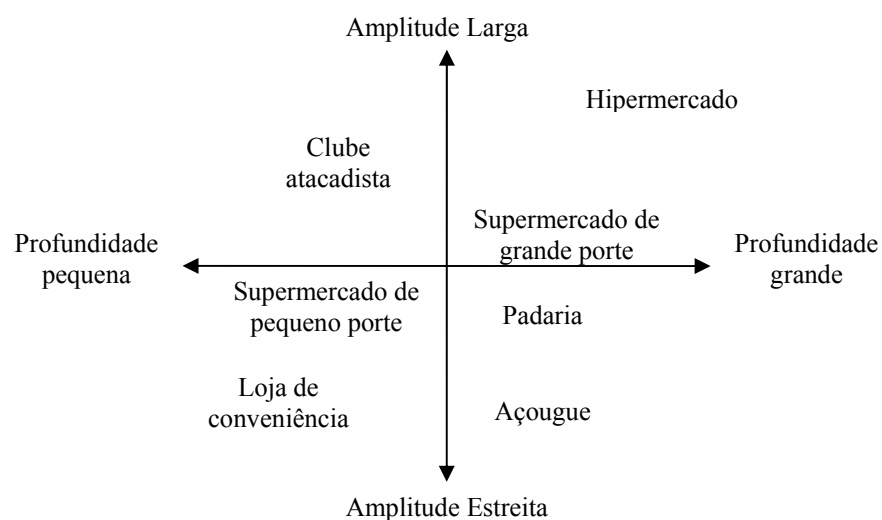 Amplitude Larga
Hipermercado
Clube
atacadista
Supermercado de
grande porte
Profundidade
pequena
Profundidade
grande
Supermercado de
pequeno porte
Padaria
Loja de
conveniência
Açougue
Amplitude Estreita